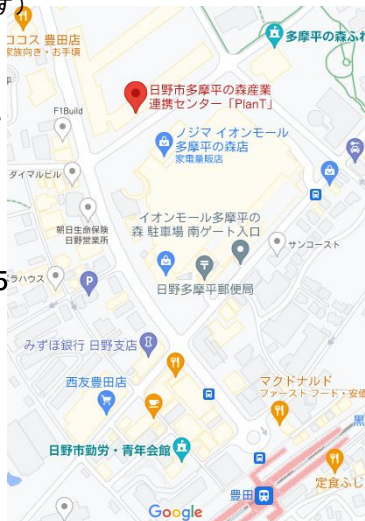 す)
ココス 豊田店
家族向き・お手頃
多摩平の森ふれ
日野市多摩平の森産業
連携センター「PlanT」
F1Build
ノジマ イオンモール
多摩平の森店
家電量販店
ダイマルビル
イオンモール多摩平の
森 駐車場 南ゲート入口
朝日生命保険
日野営業所
サンコースト
5
ラハウス
P
日野多摩平郵便局
みずほ銀行 日野支店
西友豊田店
マクドナルド
ファースト フード・安価
日野市勤労・青年会館
豊田
定食ふじ
Google